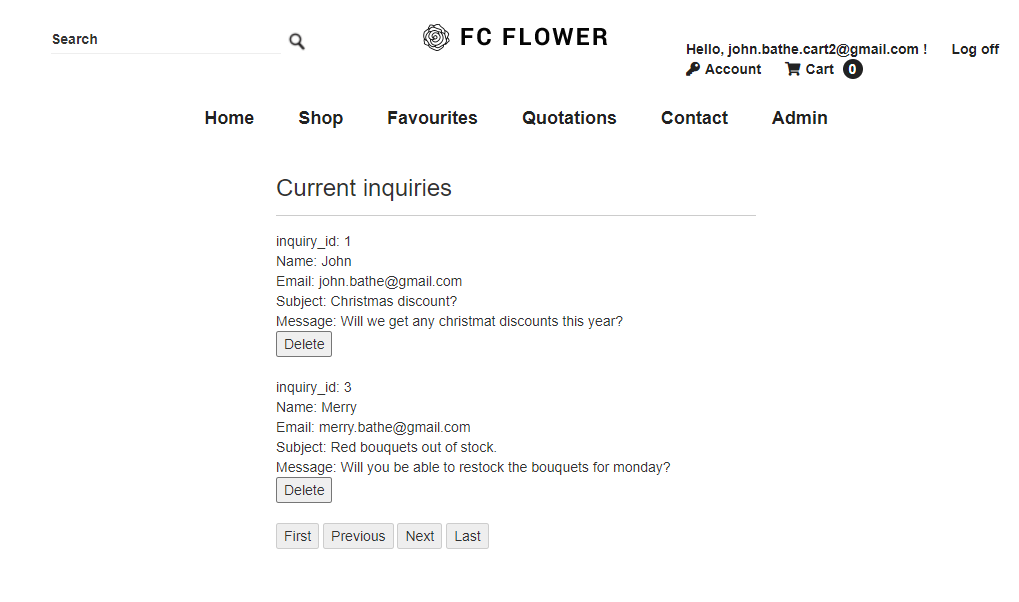 Search
FC FLOWER
Hello, john.bathe.cart2@gmail.com ! Log off
Account Cart 0
Home Shop Favourites Quotations Contact Admin
Current inquiries
inquiry_id: 1
Name: John
Email: john.bathe@gmail.com
Subject: Christmas discount?
Message: Will we get any christmat discounts this year?
Delete
inquiry_id: 3
Name: Merry
Email: merry.bathe@gmail.com
Subject: Red bouquets out of stock.
Message: Will you be able to restock the bouquets for monday?
Delete
First Previous Next Last